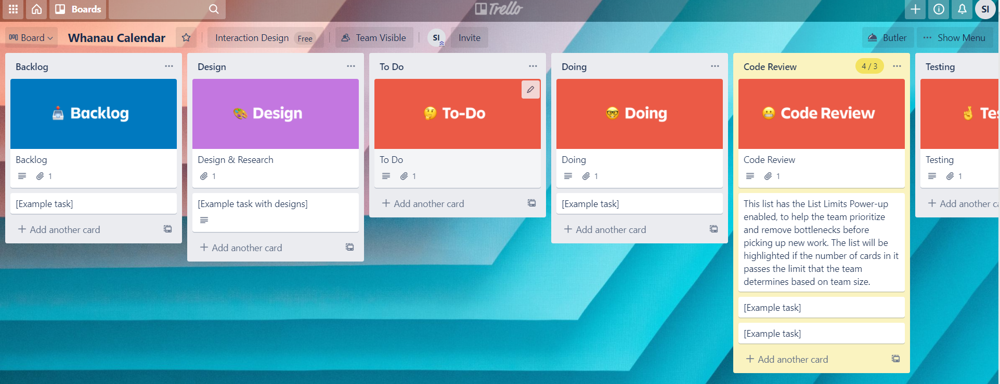 Boards
Trello
SI
Board
Whanau Calendar
Interaction Design Free
Team Visible
SI
Invite
Butler
... Show Menu
Backlog
Backlog
Backlog
1
[Example task]
+ Add another card
Design
Design
Design & Research
1
[Example task with designs]
+ Add another card
To Do
To-Do
To Do
1
+ Add another card
Doing
Doing
Doing
1
[Example task]
+ Add another card
Code Review
4 / 3
Code Review
Code Review
1
This list has the List Limits Power-up
enabled, to help the team prioritize
and remove bottlenecks before
picking up new work. The list will be
highlighted if the number of cards in it
passes the limit that the team
determines based on team size.
[Example task]
[Example task]
+ Add another card
Testing
Tes
Testing
1
+ Add another ca